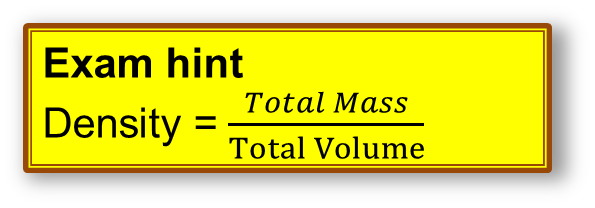 Exam hint
Density = Total Mass / Total Volume